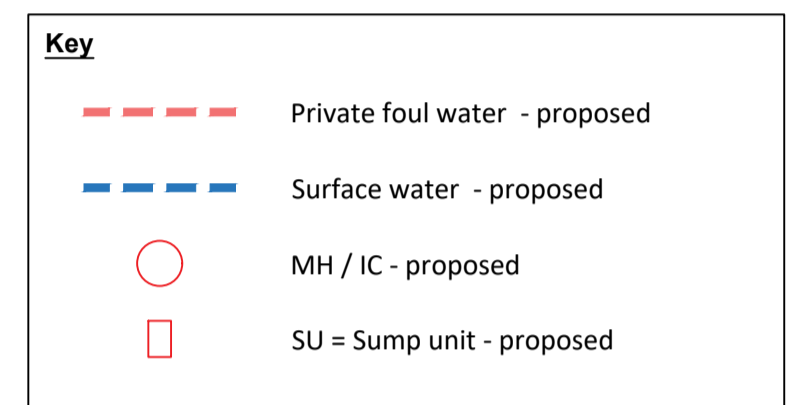 Key
Private foul water  - proposed
Surface water  - proposed
MH / IC - proposed
SU = Sump unit - proposed